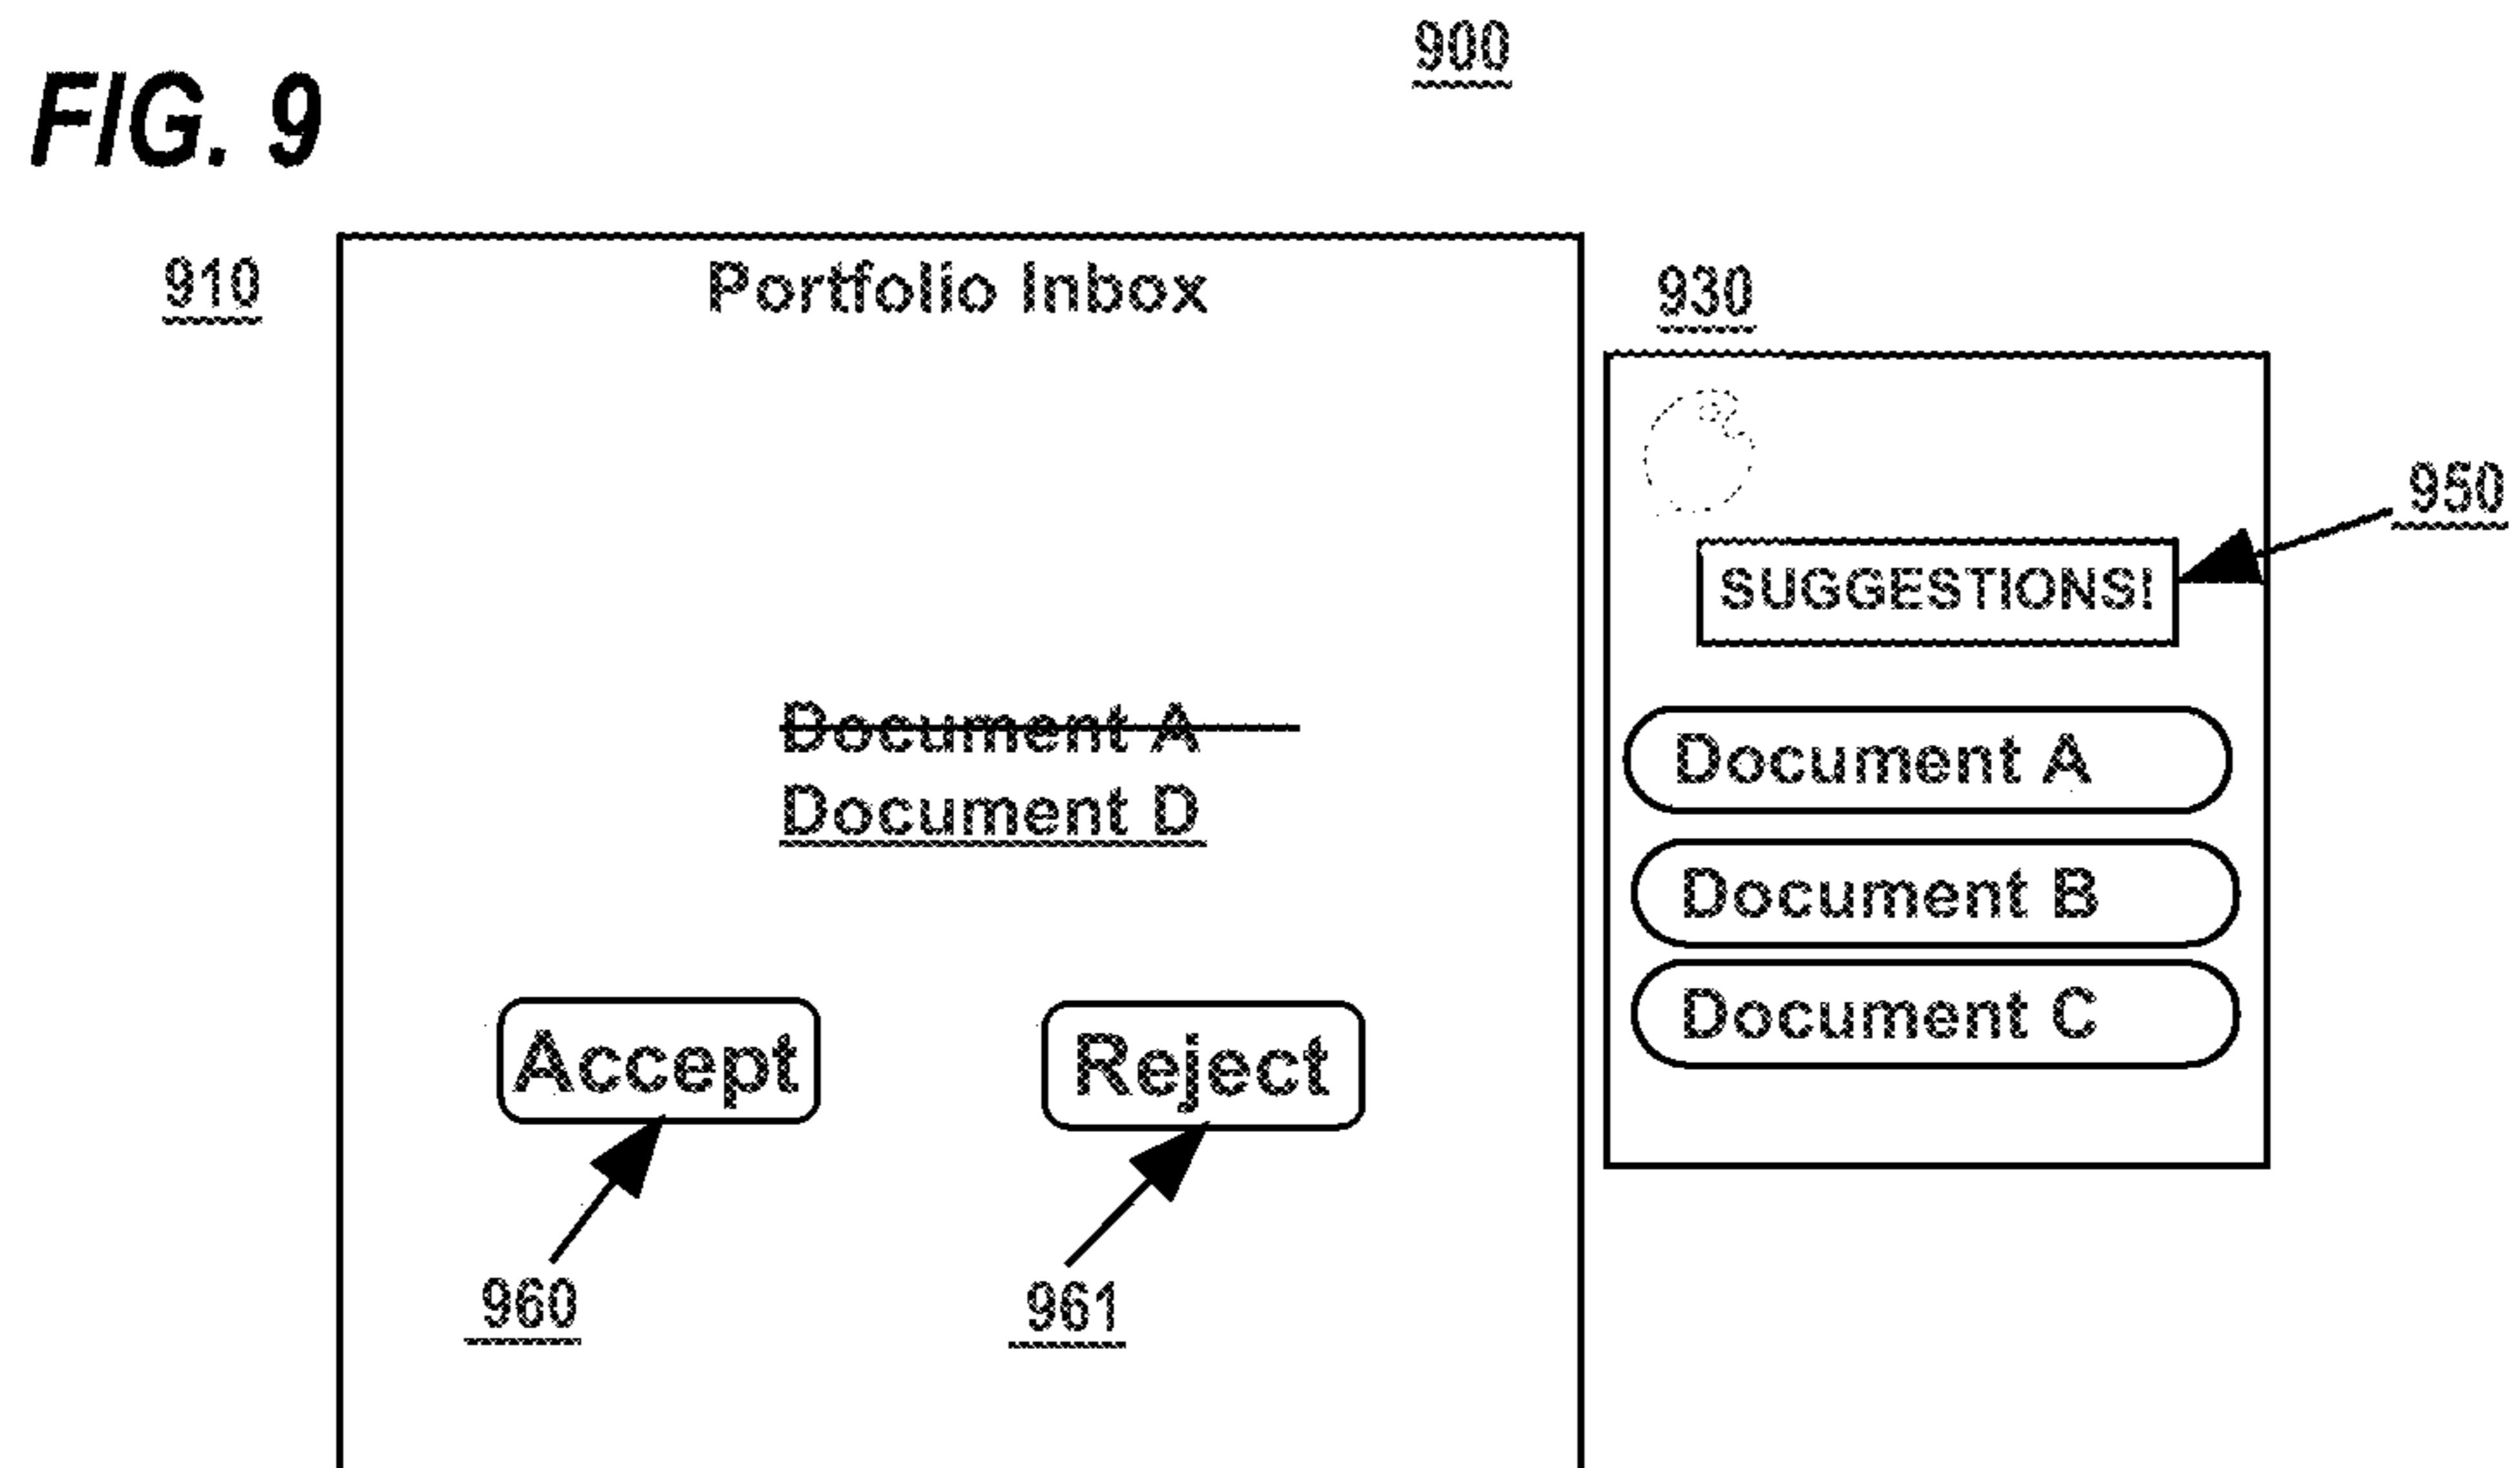 900
FIG. 9
910
Portfolio Inbox
930
950
SUGGESTIONS!
Document A
Document D
Document A
Document B
Document C
Accept
Reject
960
961